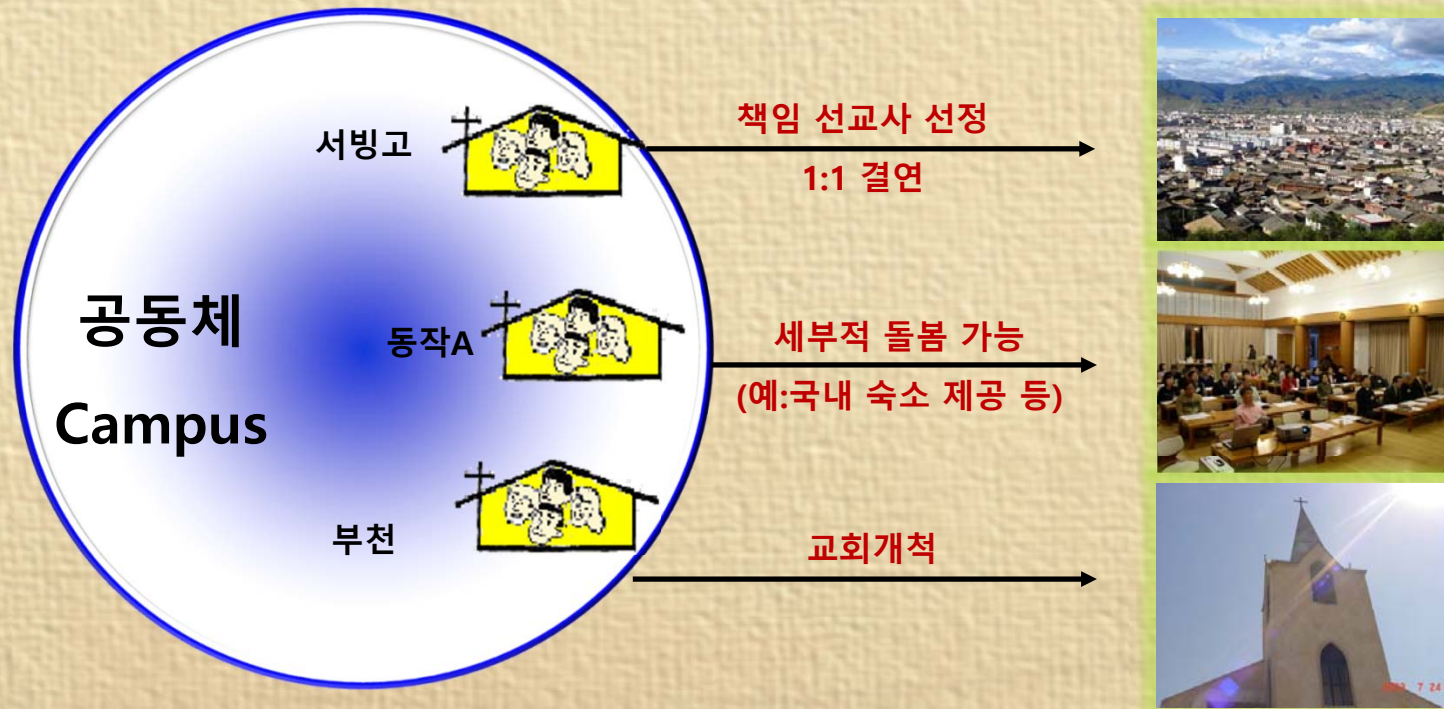 서빙고
책임 선교사 선정
1:1 결연
공동체
Campus
동작A
세부적 돌봄 가능
(예:국내 숙소 제공 등)
부천
교회개척
7 24